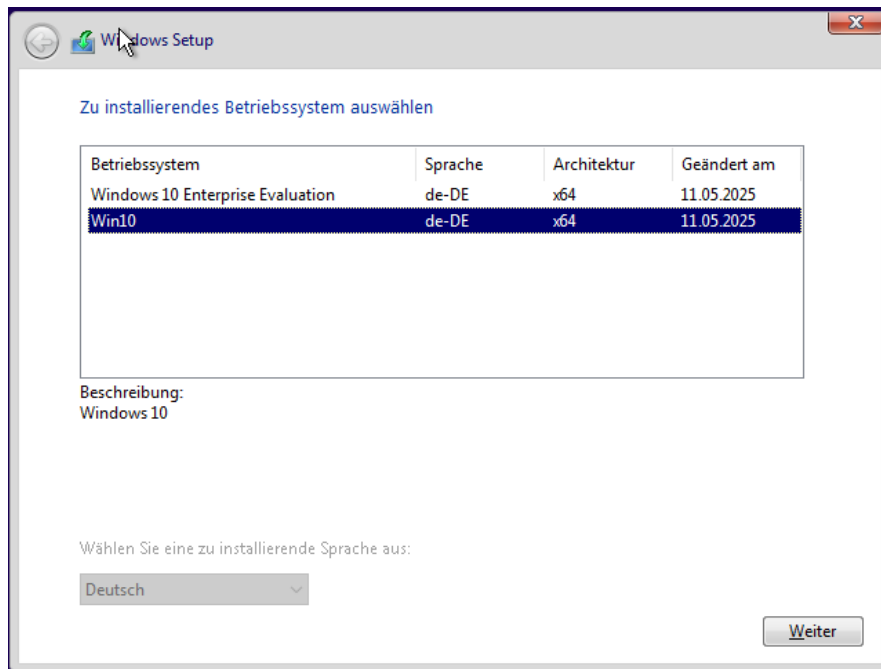 Windows Setup
Zu installierendes Betriebssystem auswählen
Betriebssystem Sprache Architektur Geändert am
Windows 10 Enterprise Evaluation de-DE x64 11.05.2025
Win10 de-DE x64 11.05.2025
Beschreibung:
Windows 10
Wählen Sie eine zu installierende Sprache aus:
Deutsch
Weiter